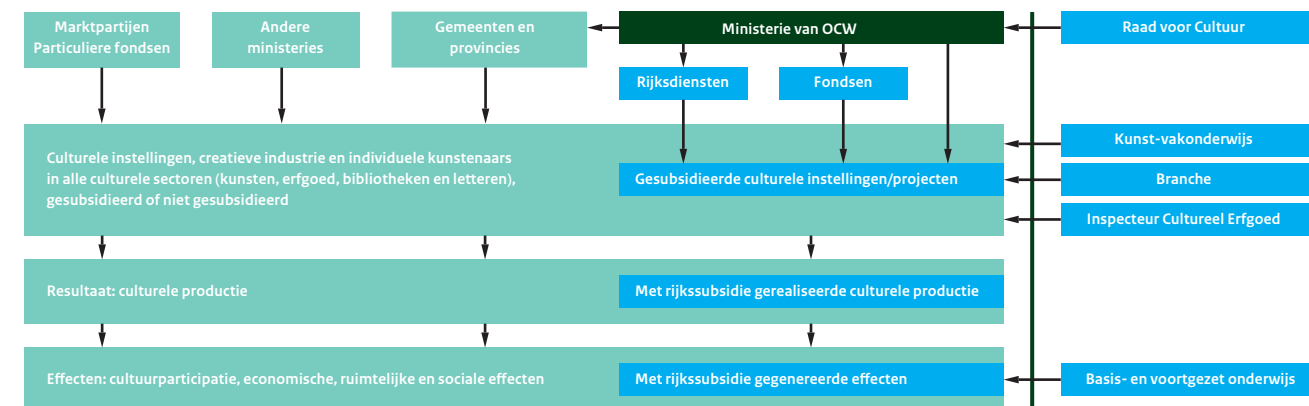 Marktpartijen
Particuliere fondsen
Andere
ministeries
Gemeenten en
provincies
Ministerie van OCW
Raad voor Cultuur
Rijksdiensten
Fondsen
Culturele instellingen, creatieve industrie en individuele kunstenaars
in alle culturele sectoren (kunsten, erfgoed, bibliotheken en letteren),
gesubsidieerd of niet gesubsidieerd
Gesubsidieerde culturele instellingen/projecten
Kunst-vakonderwijs
Branche
Inspecteur Cultureel Erfgoed
Resultaat: culturele productie
Met rijkssubsidie gerealiseerde culturele productie
Effecten: cultuurparticipatie, economische, ruimtelijke en sociale effecten
Met rijkssubsidie gegenereerde effecten
Basis- en voortgezet onderwijs